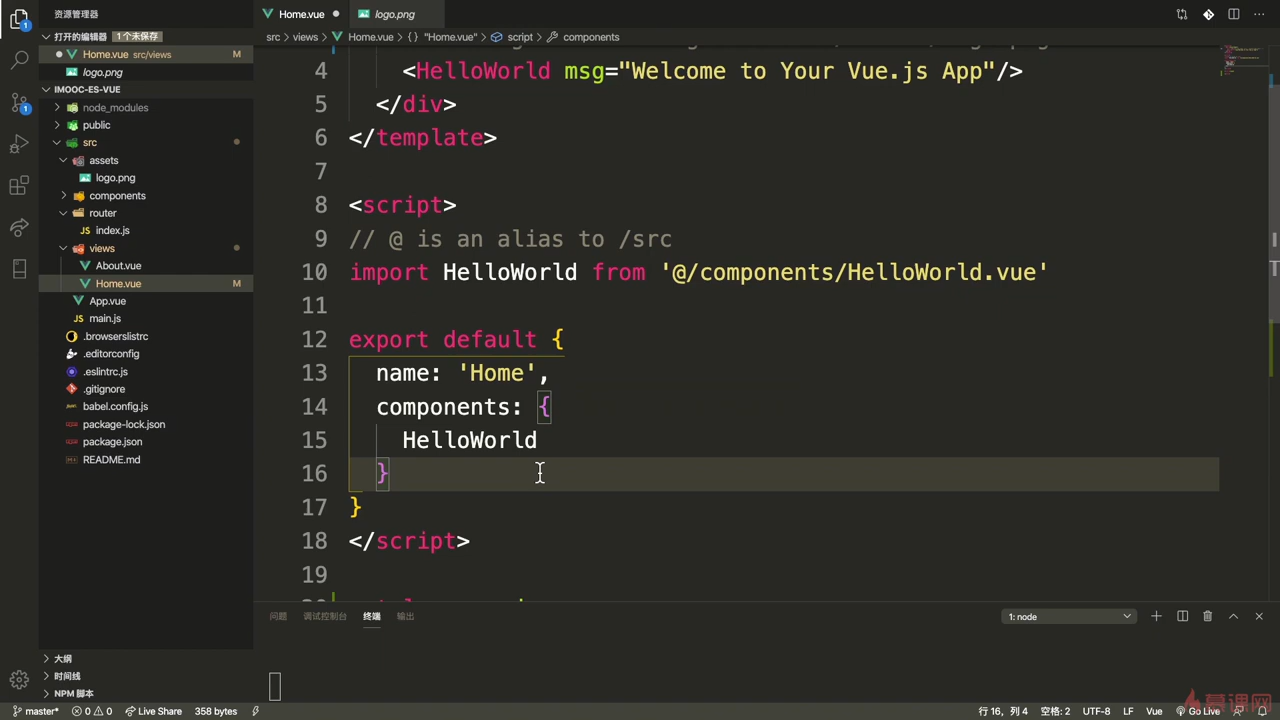 资源管理器
打开的编辑器 1 个未保存
Home.vue src/views M
logo.png
IMOOC-ES-VUE
node_modules
public
src
assets
logo.png
components
router
index.js
views
About.vue
Home.vue M
App.vue
main.js
.browserslistrc
.editorconfig
.eslintrc.js
.gitignore
babel.config.js
package-lock.json
package.json
README.md
大纲
时间线
NPM 脚本
Home.vue
logo.png
src > views > Home.vue > {} "Home.vue" > script > components
4 <HelloWorld msg="Welcome to Your Vue.js App"/>
5 </div>
6 </template>
7
8 <script>
9 // @ is an alias to /src
10 import HelloWorld from '@/components/HelloWorld.vue'
11
12 export default {
13 name: 'Home',
14 components: {
15 HelloWorld
16 }
17 }
18 </script>
19
问题 调试控制台 终端 输出
1: node
master* 0 0 Live Share 358 bytes
行 16, 列 4 空格: 2 UTF-8 LF Vue Go Live
慕课网